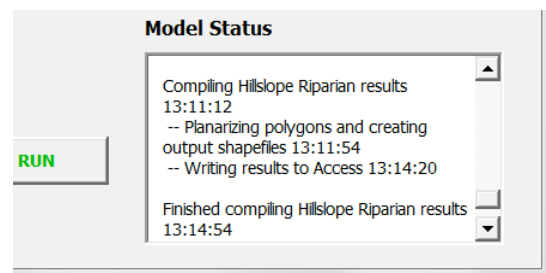 Model Status
Compiling Hillslope Riparian results
13:11:12
-- Planarizing polygons and creating
output shapefiles 13:11:54
-- Writing results to Access 13:14:20
RUN
Finished compiling Hillslope Riparian results
13:14:54